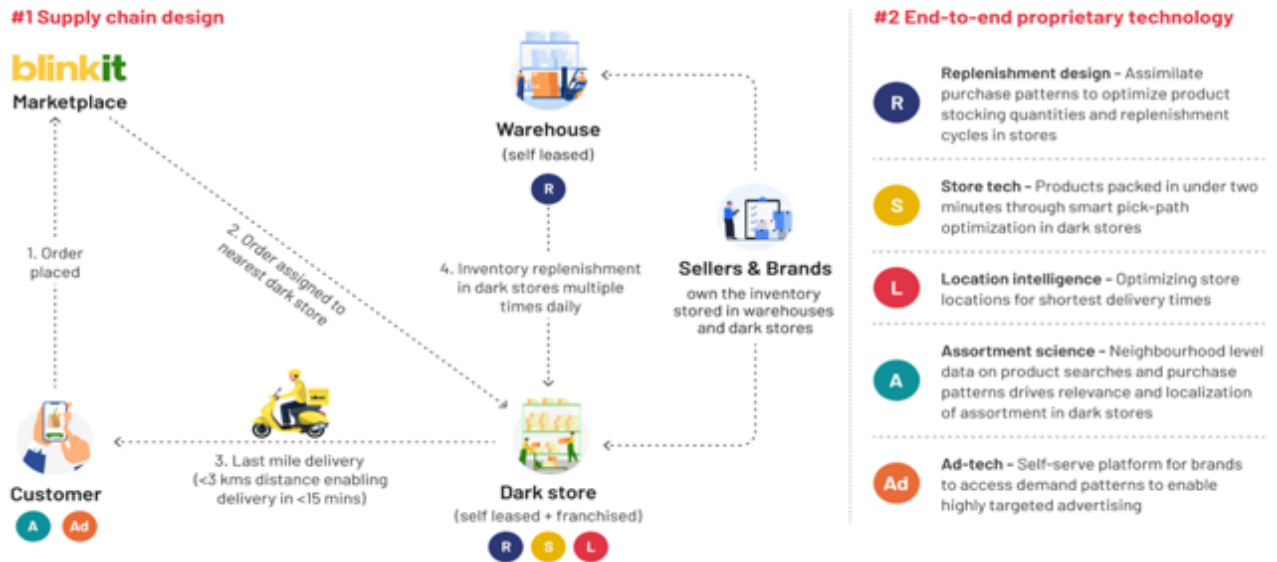 #1 Supply chain design
blinkit
Marketplace
1. Order
placed
2. Order assigned to
nearest dark store
Customer
A Ad
3. Last mile delivery
(<3 kms distance enabling
delivery in <15 mins)
Warehouse
(self leased)
R
4. Inventory replenishment
in dark stores multiple
times daily
Dark store
(self leased + franchised)
R S L
Sellers & Brands
own the inventory
stored in warehouses
and dark stores
#2 End-to-end proprietary technology
R
Replenishment design - Assimilate
purchase patterns to optimize product
stocking quantities and replenishment
cycles in stores
S
Store tech - Products packed in under two
minutes through smart pick-path
optimization in dark stores
L
Location intelligence - Optimizing store
locations for shortest delivery times
A
Assortment science - Neighbourhood level
data on product searches and purchase
patterns drives relevance and localization
of assortment in dark stores
Ad
Ad-tech - Self-serve platform for brands
to access demand patterns to enable
highly targeted advertising